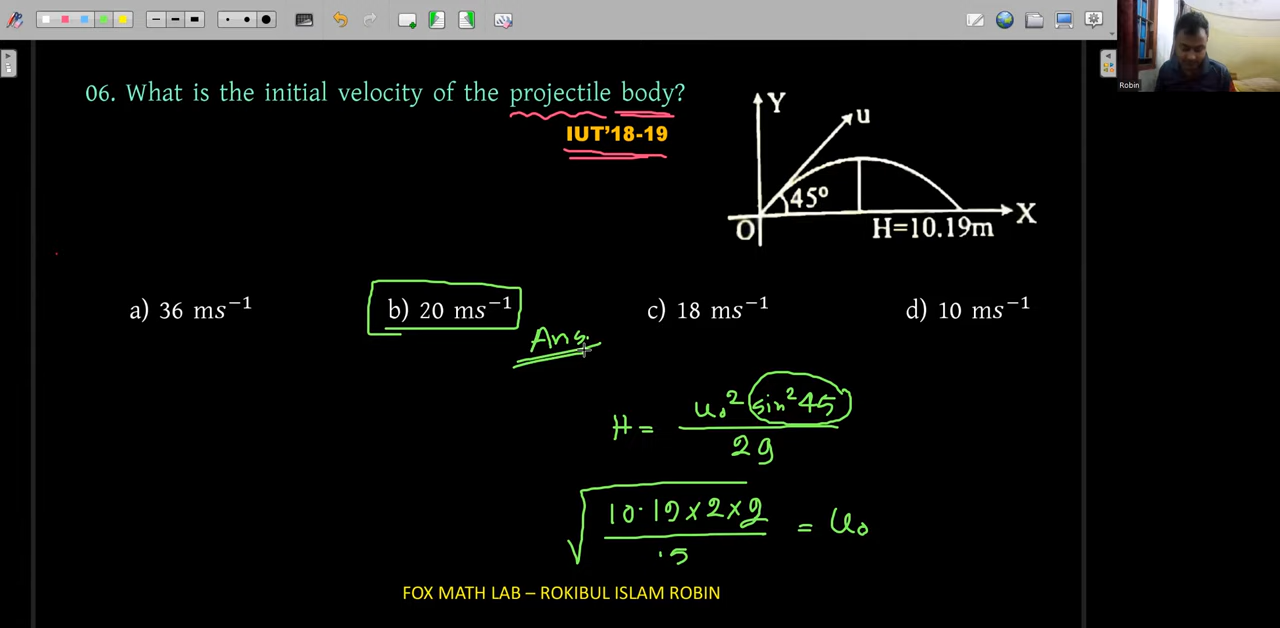 06. What is the initial velocity of the projectile body?
IUT’18-19
Y
u
45°
O
X
H=10.19m
a) 36 ms⁻¹
b) 20 ms⁻¹
c) 18 ms⁻¹
d) 10 ms⁻¹
Ans.
H = u₀² sin²45 / 2g
√(10.19×2×g / .5) = u₀
FOX MATH LAB – ROKIBUL ISLAM ROBIN
Robin